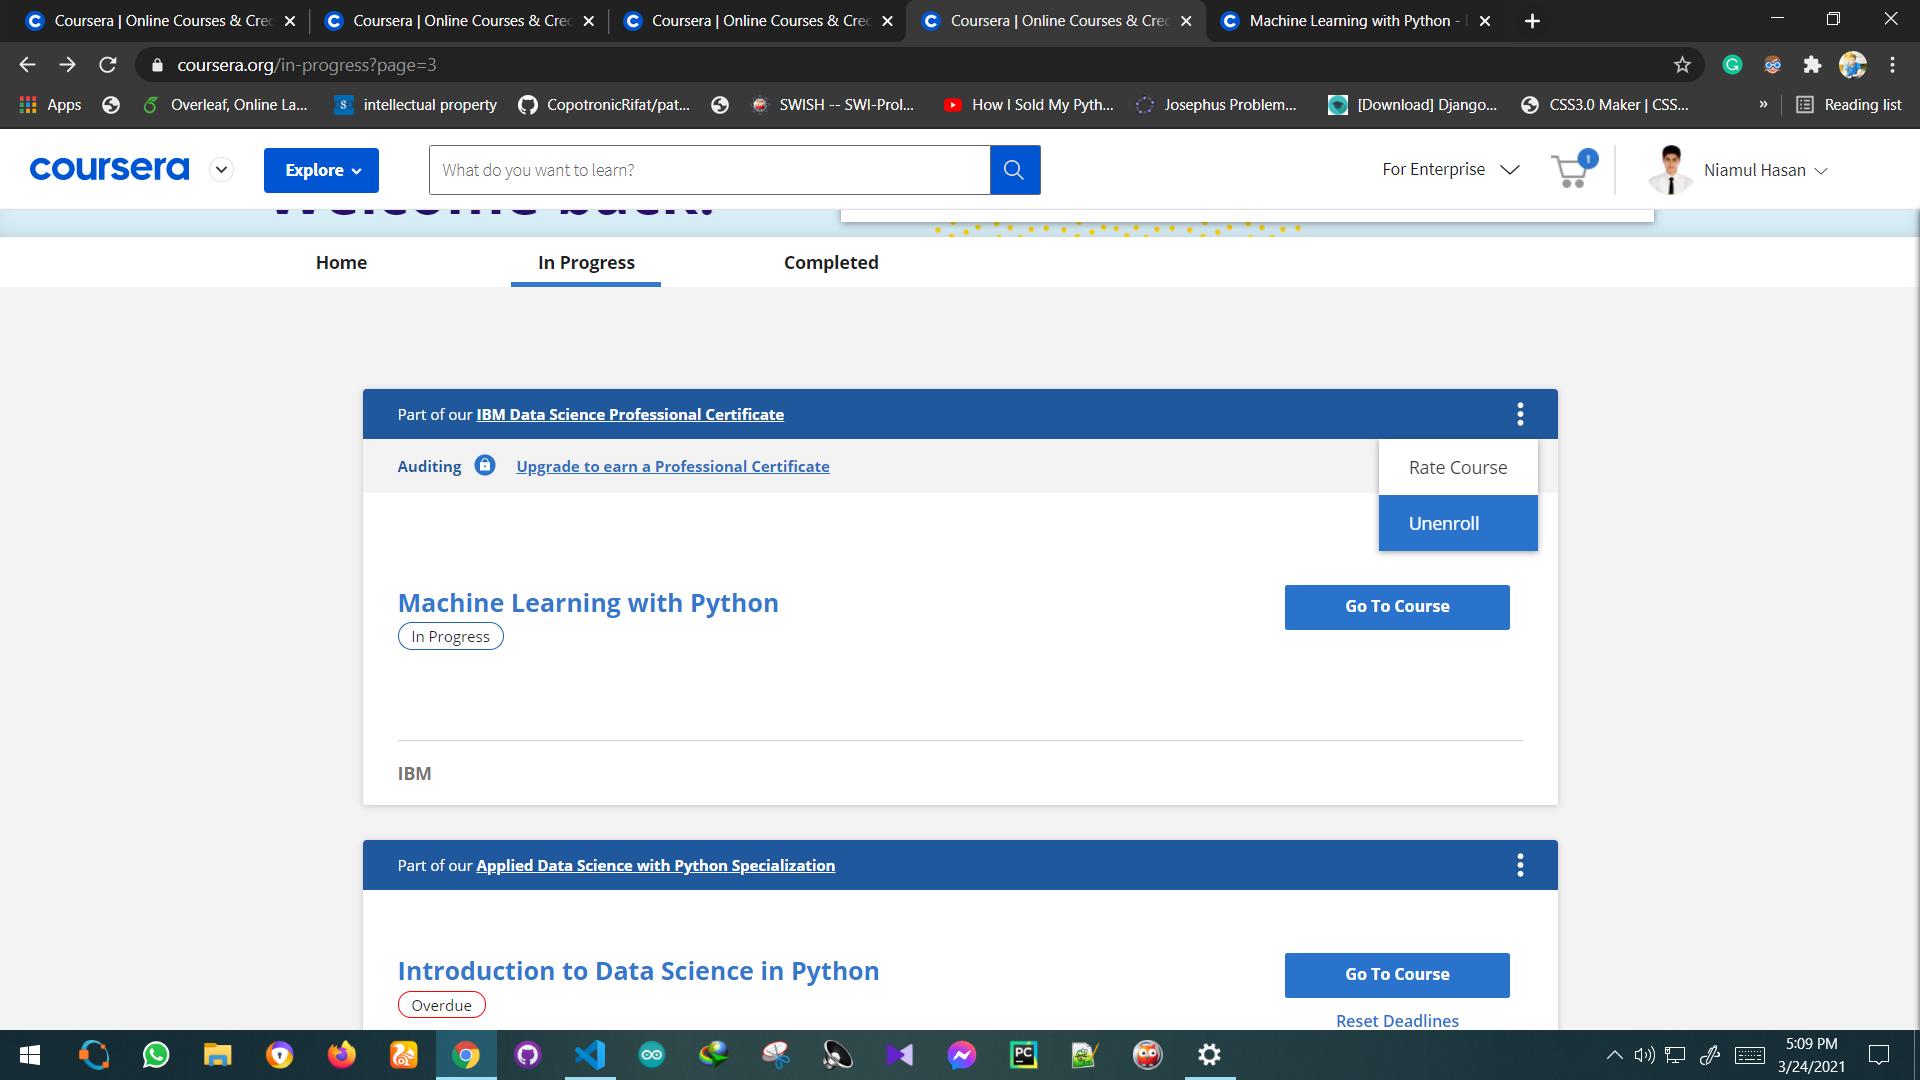 Coursera | Online Courses & Cre
Coursera | Online Courses & Cre
Coursera | Online Courses & Cre
Coursera | Online Courses & Cre
Machine Learning with Python -
coursera.org/in-progress?page=3
Apps
Overleaf, Online La...
intellectual property
CopotronicRifat/pat...
SWISH -- SWI-Prol...
How I Sold My Pyth...
Josephus Problem...
[Download] Django...
CSS3.0 Maker | CSS...
»
Reading list
coursera
Explore
What do you want to learn?
For Enterprise
1
Niamul Hasan
Welcome back!
Home
In Progress
Completed
Part of our IBM Data Science Professional Certificate
Auditing
Upgrade to earn a Professional Certificate
Rate Course
Unenroll
Machine Learning with Python
Go To Course
In Progress
IBM
Part of our Applied Data Science with Python Specialization
Introduction to Data Science in Python
Go To Course
Overdue
Reset Deadlines
5:09 PM
3/24/2021